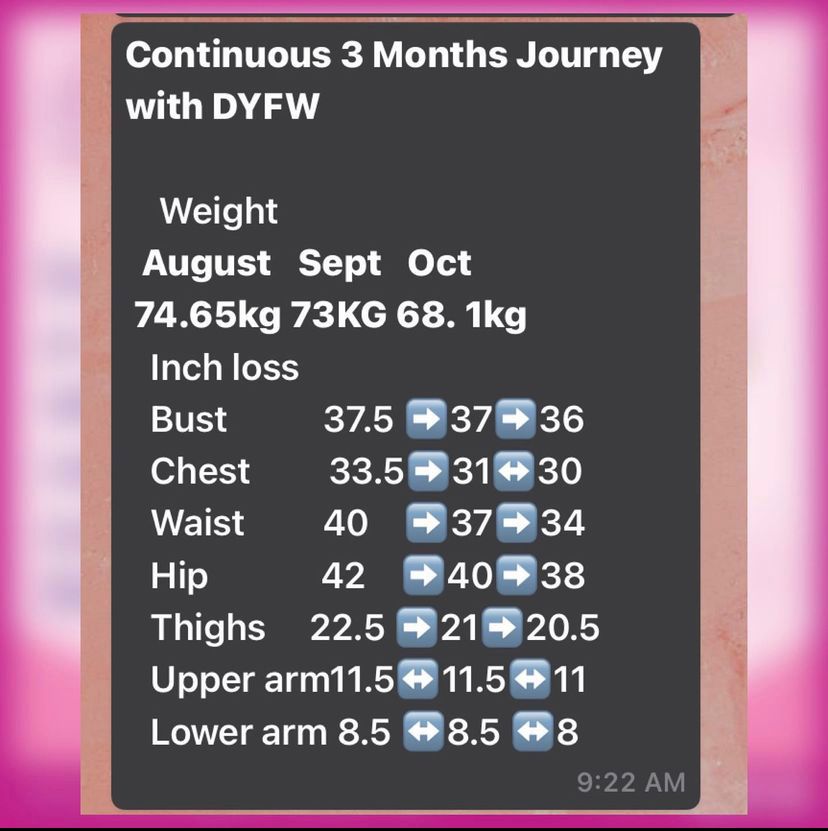 Continuous 3 Months Journey
with DYFW
Weight
August Sept Oct
74.65kg 73KG 68. 1kg
Inch loss
Bust 37.5 ➡️37➡️36
Chest 33.5➡️31↔️30
Waist 40 ➡️37➡️34
Hip 42 ➡️40➡️38
Thighs 22.5 ➡️21➡️20.5
Upper arm11.5↔️11.5↔️11
Lower arm 8.5 ↔️8.5 ↔️8
9:22 AM